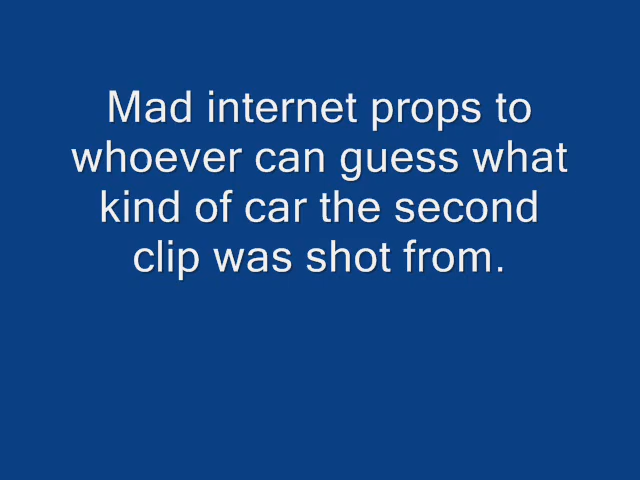 Mad internet props to
whoever can guess what
kind of car the second
clip was shot from.